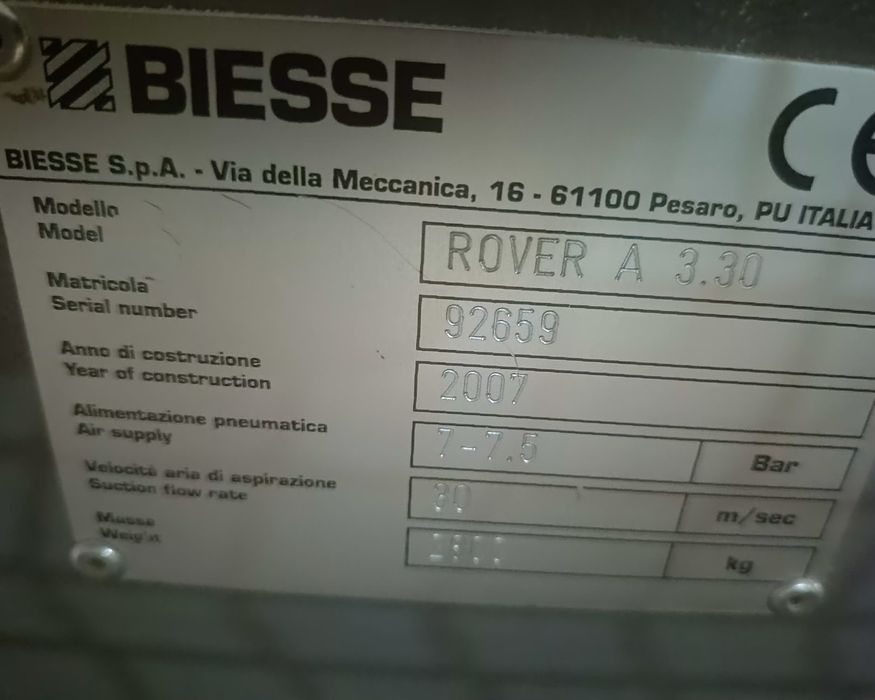 BIESSE
CE
BIESSE S.p.A. - Via della Meccanica, 16 - 61100 Pesaro, PU ITALIA
Modello
Model
ROVER A 3.30
Matricola
Serial number
92659
Anno di costruzione
Year of construction
2007
Alimentazione pneumatica
Air supply
7-7.5 Bar
Velocità aria di aspirazione
Suction flow rate
30 m/sec
Massa
Weight
kg